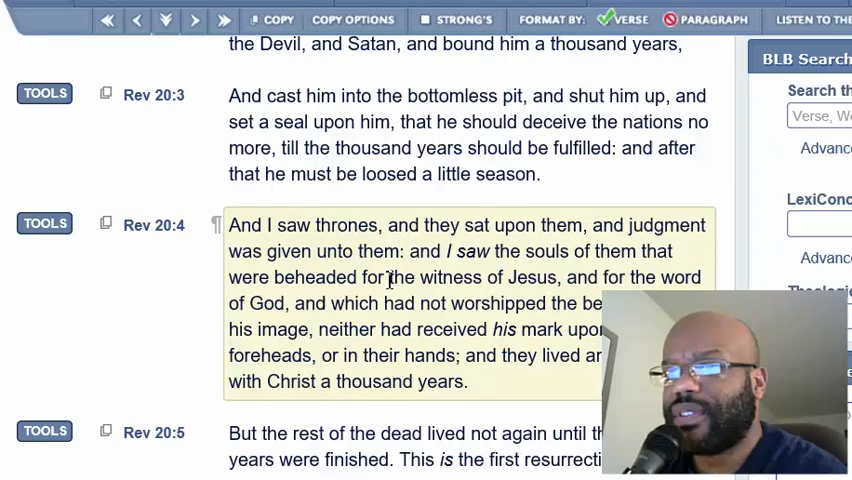 COPY COPY OPTIONS STRONG'S FORMAT BY: VERSE PARAGRAPH LISTEN TO THE
the Devil, and Satan, and bound him a thousand years,
BLB Search
TOOLS Rev 20:3 And cast him into the bottomless pit, and shut him up, and
set a seal upon him, that he should deceive the nations no
more, till the thousand years should be fulfilled: and after
that he must be loosed a little season.
Search th
Verse, We
Advanc
TOOLS Rev 20:4 ¶ And I saw thrones, and they sat upon them, and judgment
was given unto them: and I saw the souls of them that
were beheaded for the witness of Jesus, and for the word
of God, and which had not worshipped the be
his image, neither had received his mark upo
foreheads, or in their hands; and they lived an
with Christ a thousand years.
LexiConc
Advanc
TOOLS Rev 20:5 But the rest of the dead lived not again until th
years were finished. This is the first resurrecti